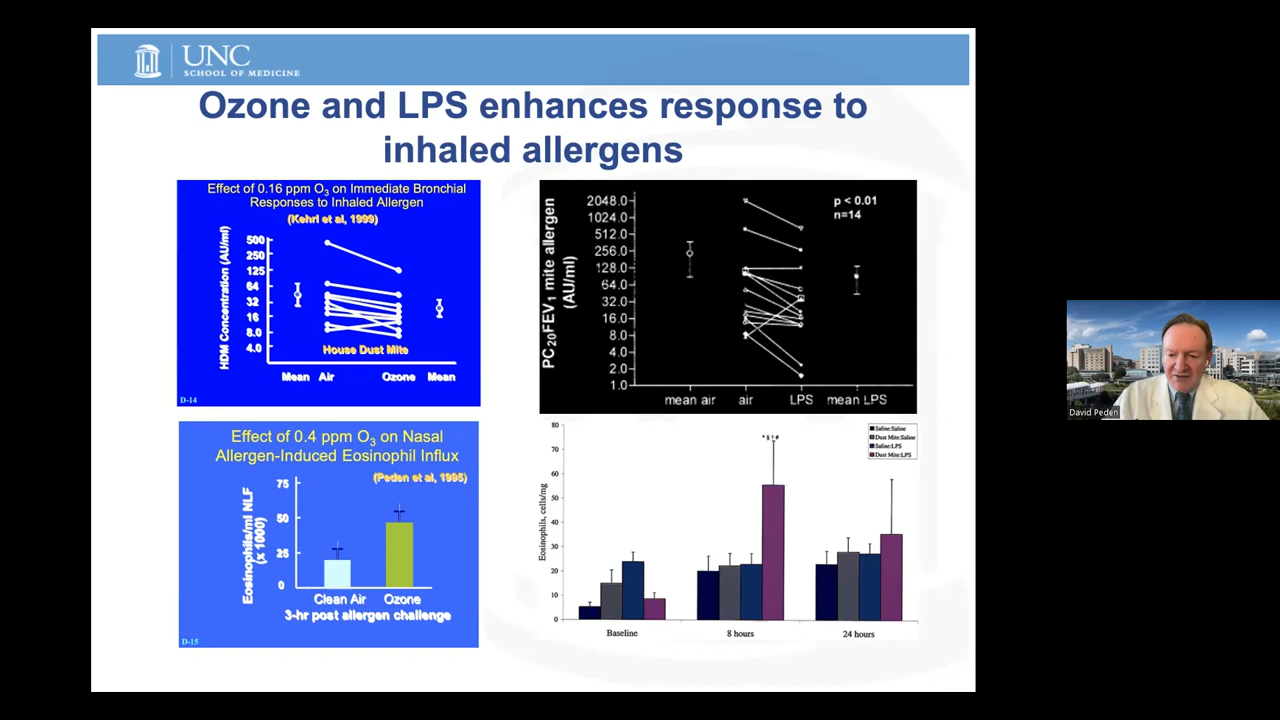 UNC
SCHOOL OF MEDICINE
Ozone and LPS enhances response to
inhaled allergens
Effect of 0.16 ppm O3 on Immediate Bronchial
Responses to Inhaled Allergen
(Kehrl et al, 1999)
HDM Concentration (AU/ml)
500
250
125
64
32
16
8.0
4.0
House Dust Mite
Mean Air Ozone Mean
D-14
PC20FEV1 mite allergen
(AU/ml)
2048.0
1024.0
512.0
256.0
128.0
64.0
32.0
16.0
8.0
4.0
2.0
1.0
p < 0.01
n=14
mean air air LPS mean LPS
Effect of 0.4 ppm O3 on Nasal
Allergen-Induced Eosinophil Influx
(Peden et al, 1995)
Eosinophils/ml NLF
(x 1000)
75
50
25
0
Clean Air Ozone
3-hr post allergen challenge
D-15
Eosinophils, cells/mg
80
70
60
50
40
30
20
10
0
*§†#
Saline:Saline
Dust Mite:Saline
Saline:LPS
Dust Mite:LPS
Baseline 8 hours 24 hours
David Peden